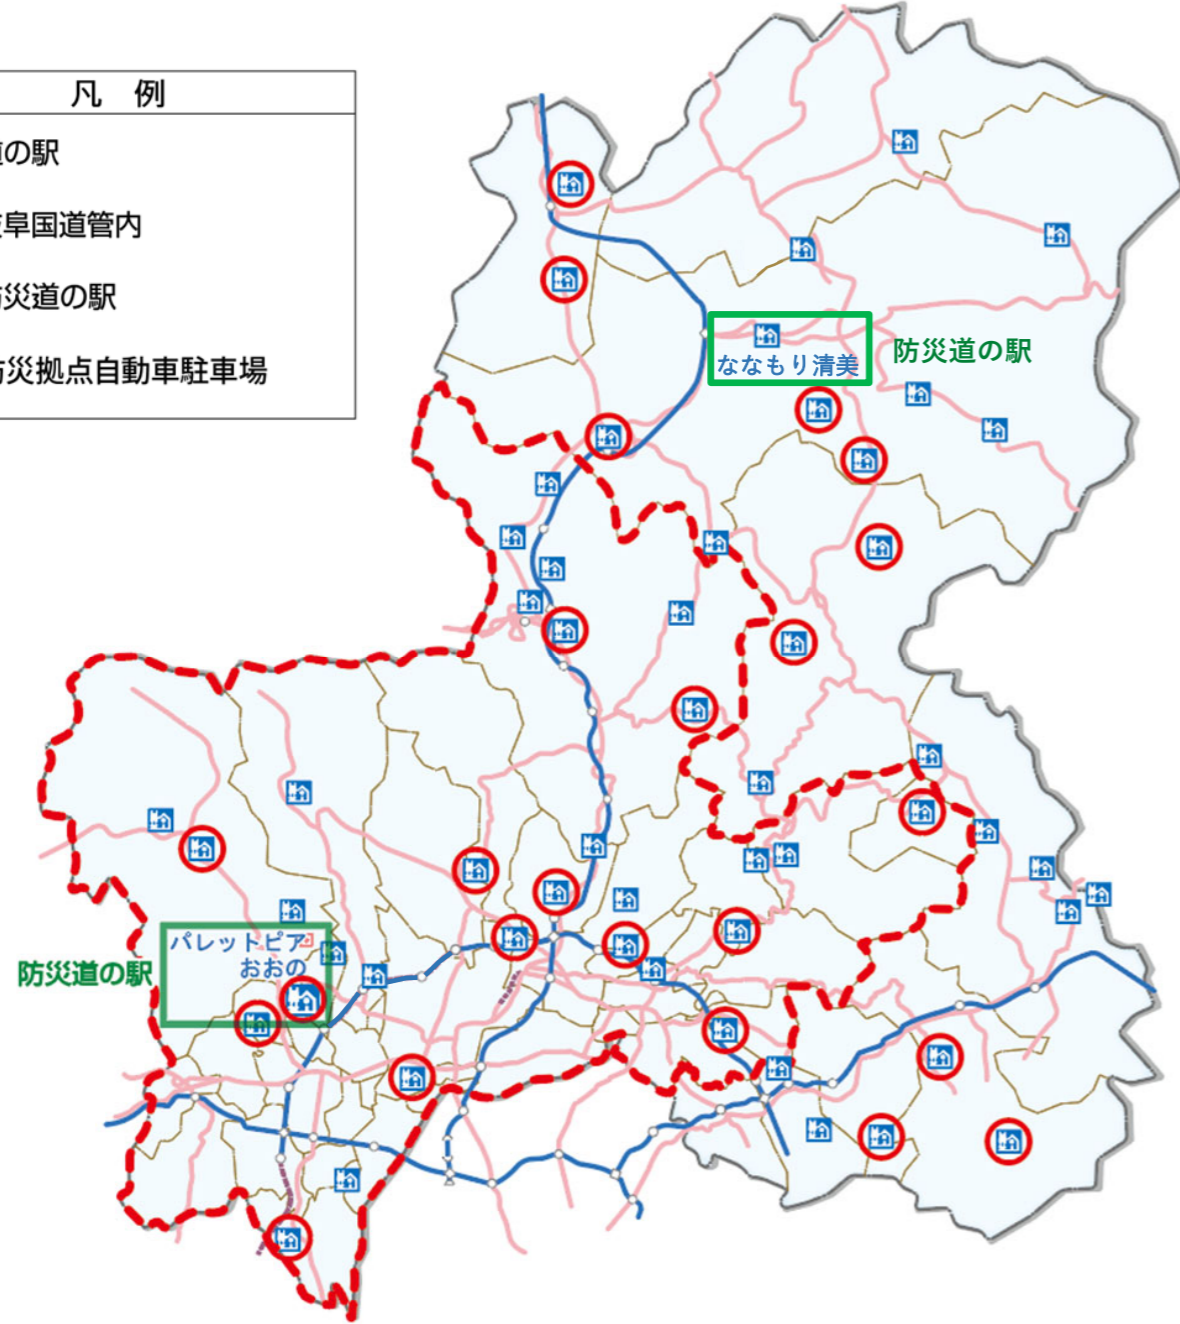 凡 例
道の駅
岐阜国道管内
防災道の駅
防災拠点自動車駐車場
ななもり清美
防災道の駅
パレットピア
おおの
防災道の駅